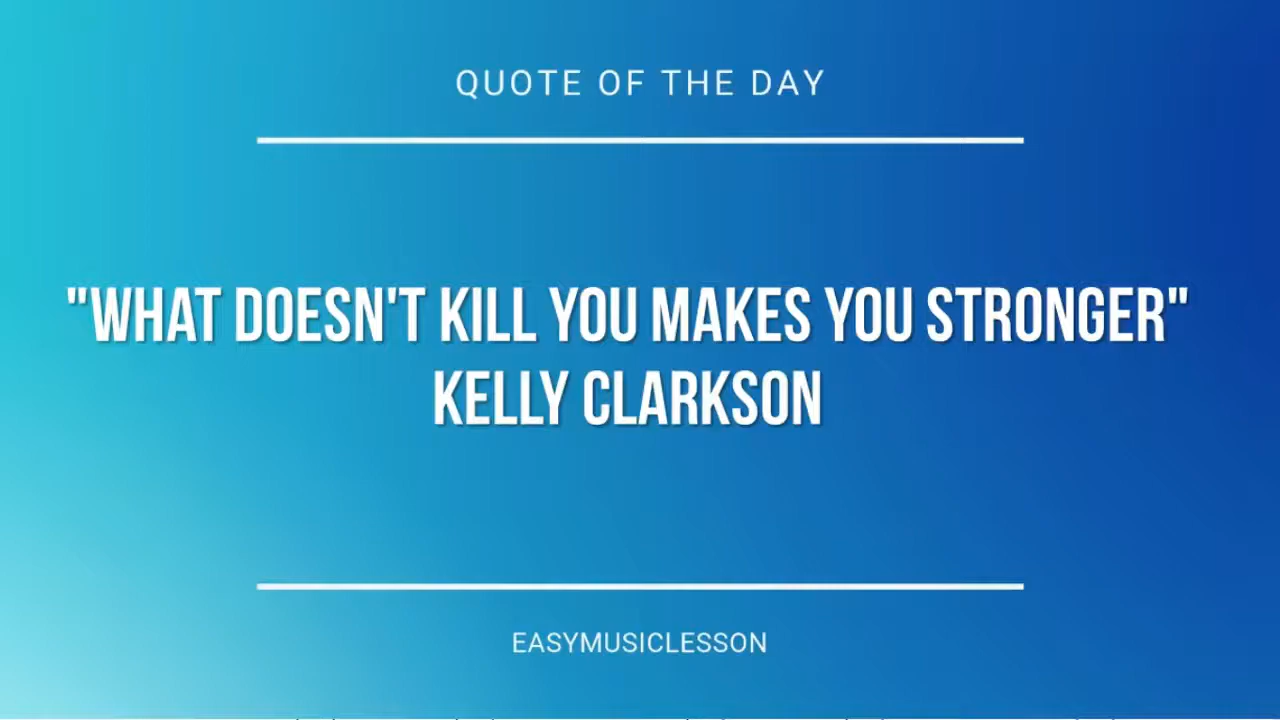 QUOTE OF THE DAY
"WHAT DOESN'T KILL YOU MAKES YOU STRONGER"
KELLY CLARKSON
EASYMUSICLESSON